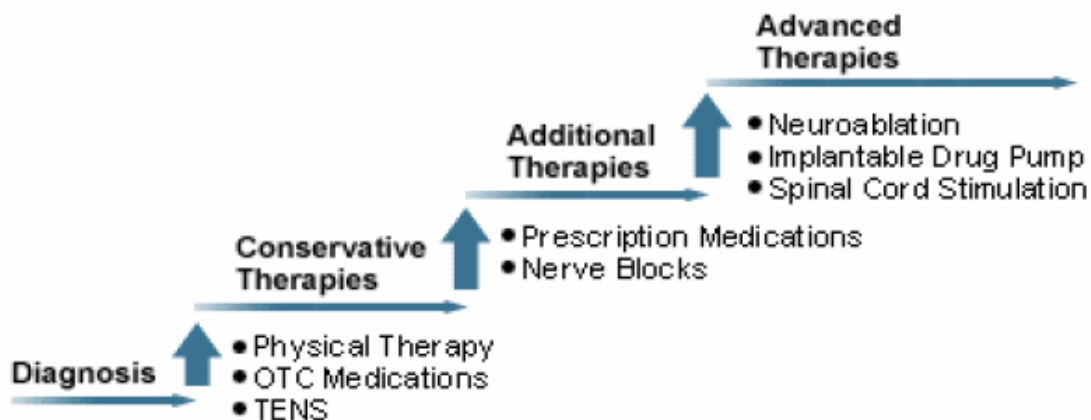 Advanced
Therapies
• Neuroablation
• Implantable Drug Pump
• Spinal Cord Stimulation
Additional
Therapies
• Prescription Medications
• Nerve Blocks
Conservative
Therapies
• Physical Therapy
• OTC Medications
• TENS
Diagnosis